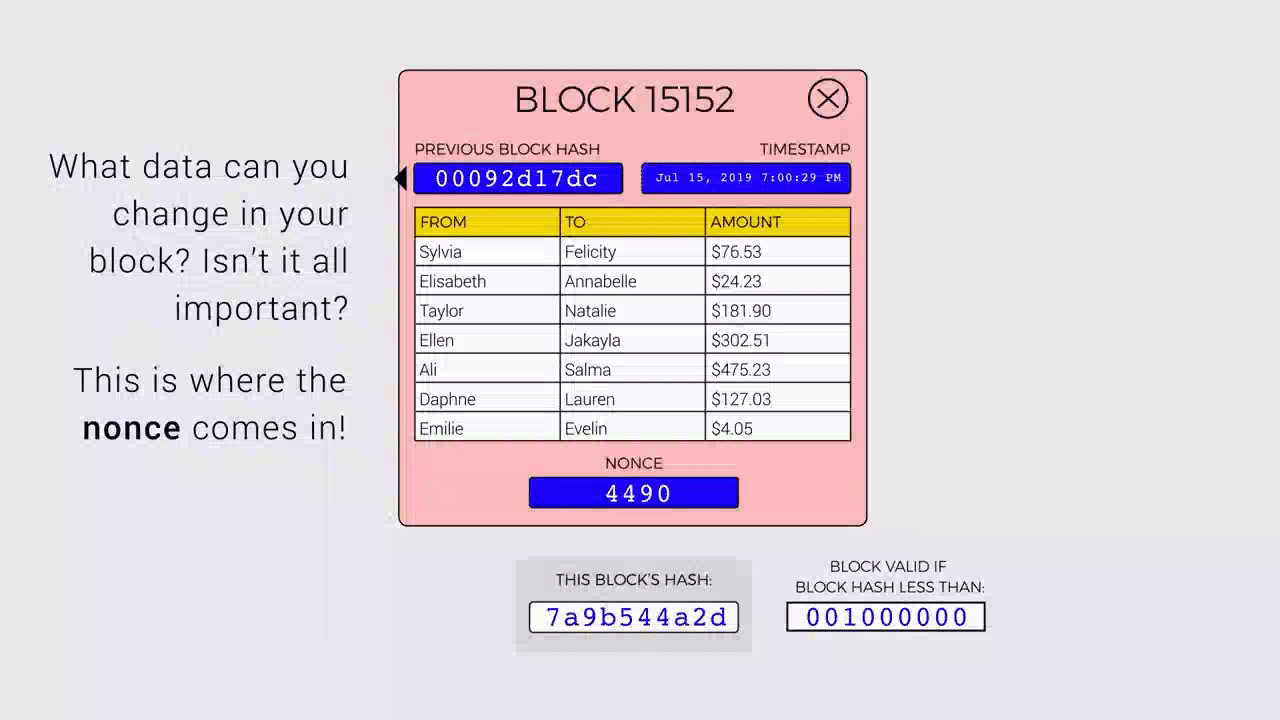 What data can you
change in your
block? Isn't it all
important?
This is where the
nonce comes in!
BLOCK 15152
PREVIOUS BLOCK HASH TIMESTAMP
00092d17dc Jul 15, 2019 7:00:29 PM
FROM TO AMOUNT
Sylvia Felicity $76.53
Elisabeth Annabelle $24.23
Taylor Natalie $181.90
Ellen Jakayla $302.51
Ali Salma $475.23
Daphne Lauren $127.03
Emilie Evelin $4.05
NONCE
4490
THIS BLOCK'S HASH:
7a9b544a2d
BLOCK VALID IF
BLOCK HASH LESS THAN:
001000000